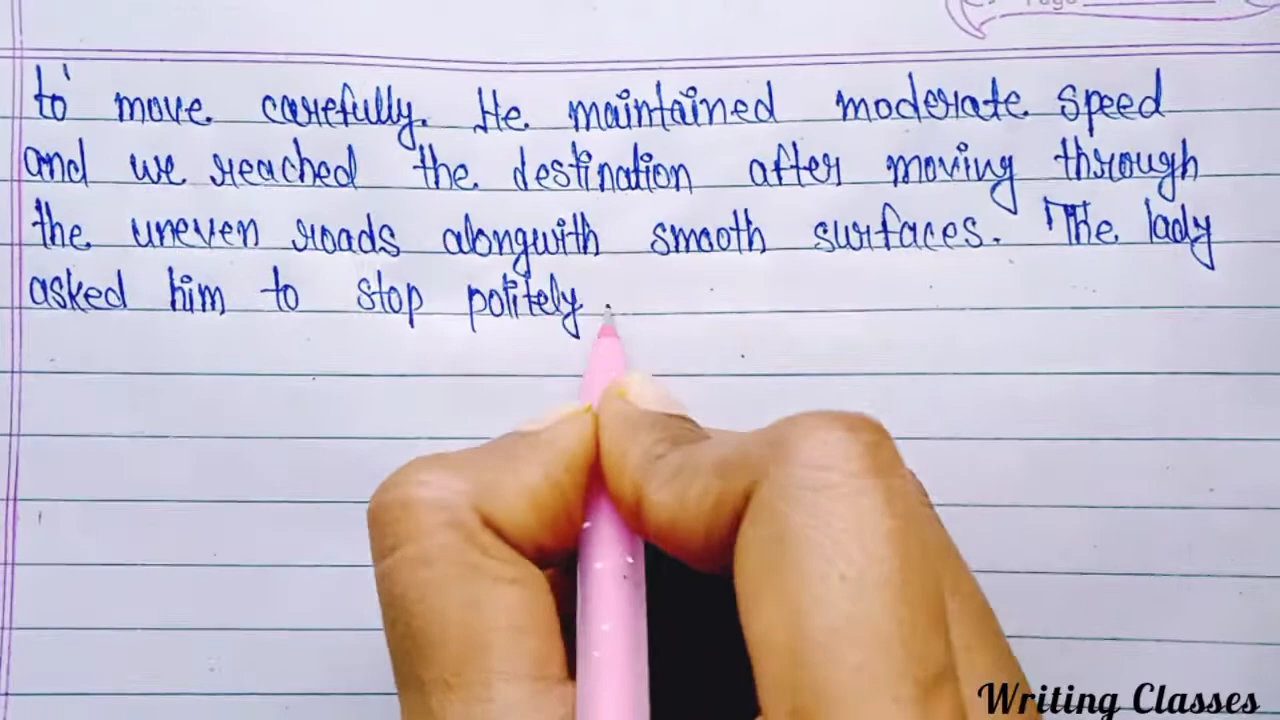 to move carefully. He maintained moderate speed
and we reached the destination after moving through
the uneven roads alongwith smooth surfaces. The lady
asked him to stop politely
Writing Classes